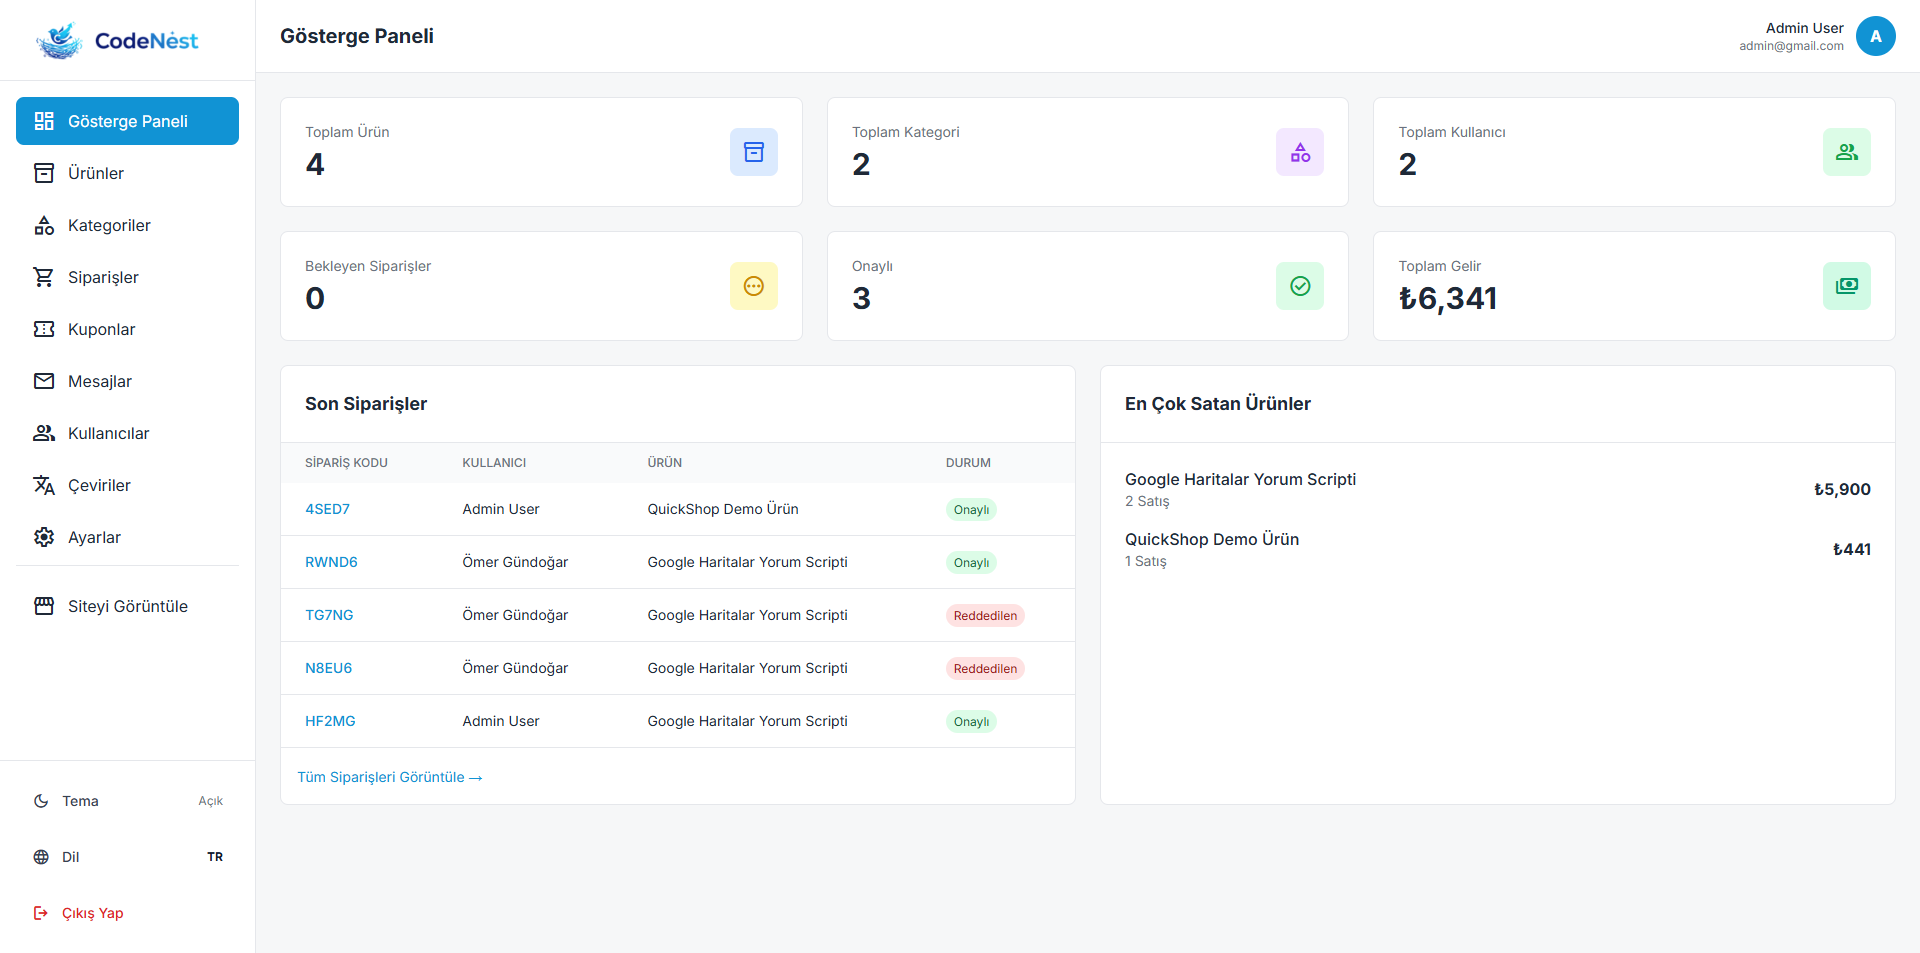 CodeNest
Gösterge Paneli
Ürünler
Kategoriler
Siparişler
Kuponlar
Mesajlar
Kullanıcılar
Çeviriler
Ayarlar
Siteyi Görüntüle
Tema Açık
Dil TR
Çıkış Yap
Gösterge Paneli
Admin User
admin@gmail.com
A
Toplam Ürün
4
Toplam Kategori
2
Toplam Kullanıcı
2
Bekleyen Siparişler
0
Onaylı
3
Toplam Gelir
₺6,341
Son Siparişler
SİPARİŞ KODU KULLANICI ÜRÜN DURUM
4SED7 Admin User QuickShop Demo Ürün Onaylı
RWND6 Ömer Gündoğar Google Haritalar Yorum Scripti Onaylı
TG7NG Ömer Gündoğar Google Haritalar Yorum Scripti Reddedilen
N8EU6 Ömer Gündoğar Google Haritalar Yorum Scripti Reddedilen
HF2MG Admin User Google Haritalar Yorum Scripti Onaylı
Tüm Siparişleri Görüntüle →
En Çok Satan Ürünler
Google Haritalar Yorum Scripti
2 Satış
₺5,900
QuickShop Demo Ürün
1 Satış
₺441